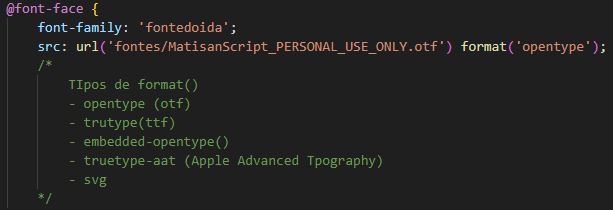 @font-face {
font-family: 'fontedoida';
src: url('fontes/MatisanScript_PERSONAL_USE_ONLY.otf') format('opentype');
/*
TIpos de format()
- opentype (otf)
- trutype(ttf)
- embedded-opentype()
- truetype-aat (Apple Advanced Tpography)
- svg
*/